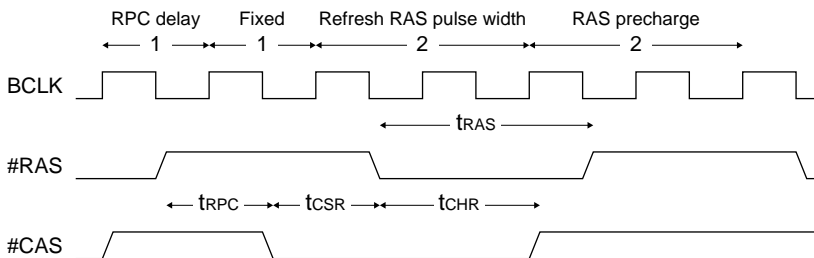 RPC delay Fixed Refresh RAS pulse width RAS precharge
1 1 2 2
BCLK
tRAS
#RAS
tRPC tCSR tCHR
#CAS